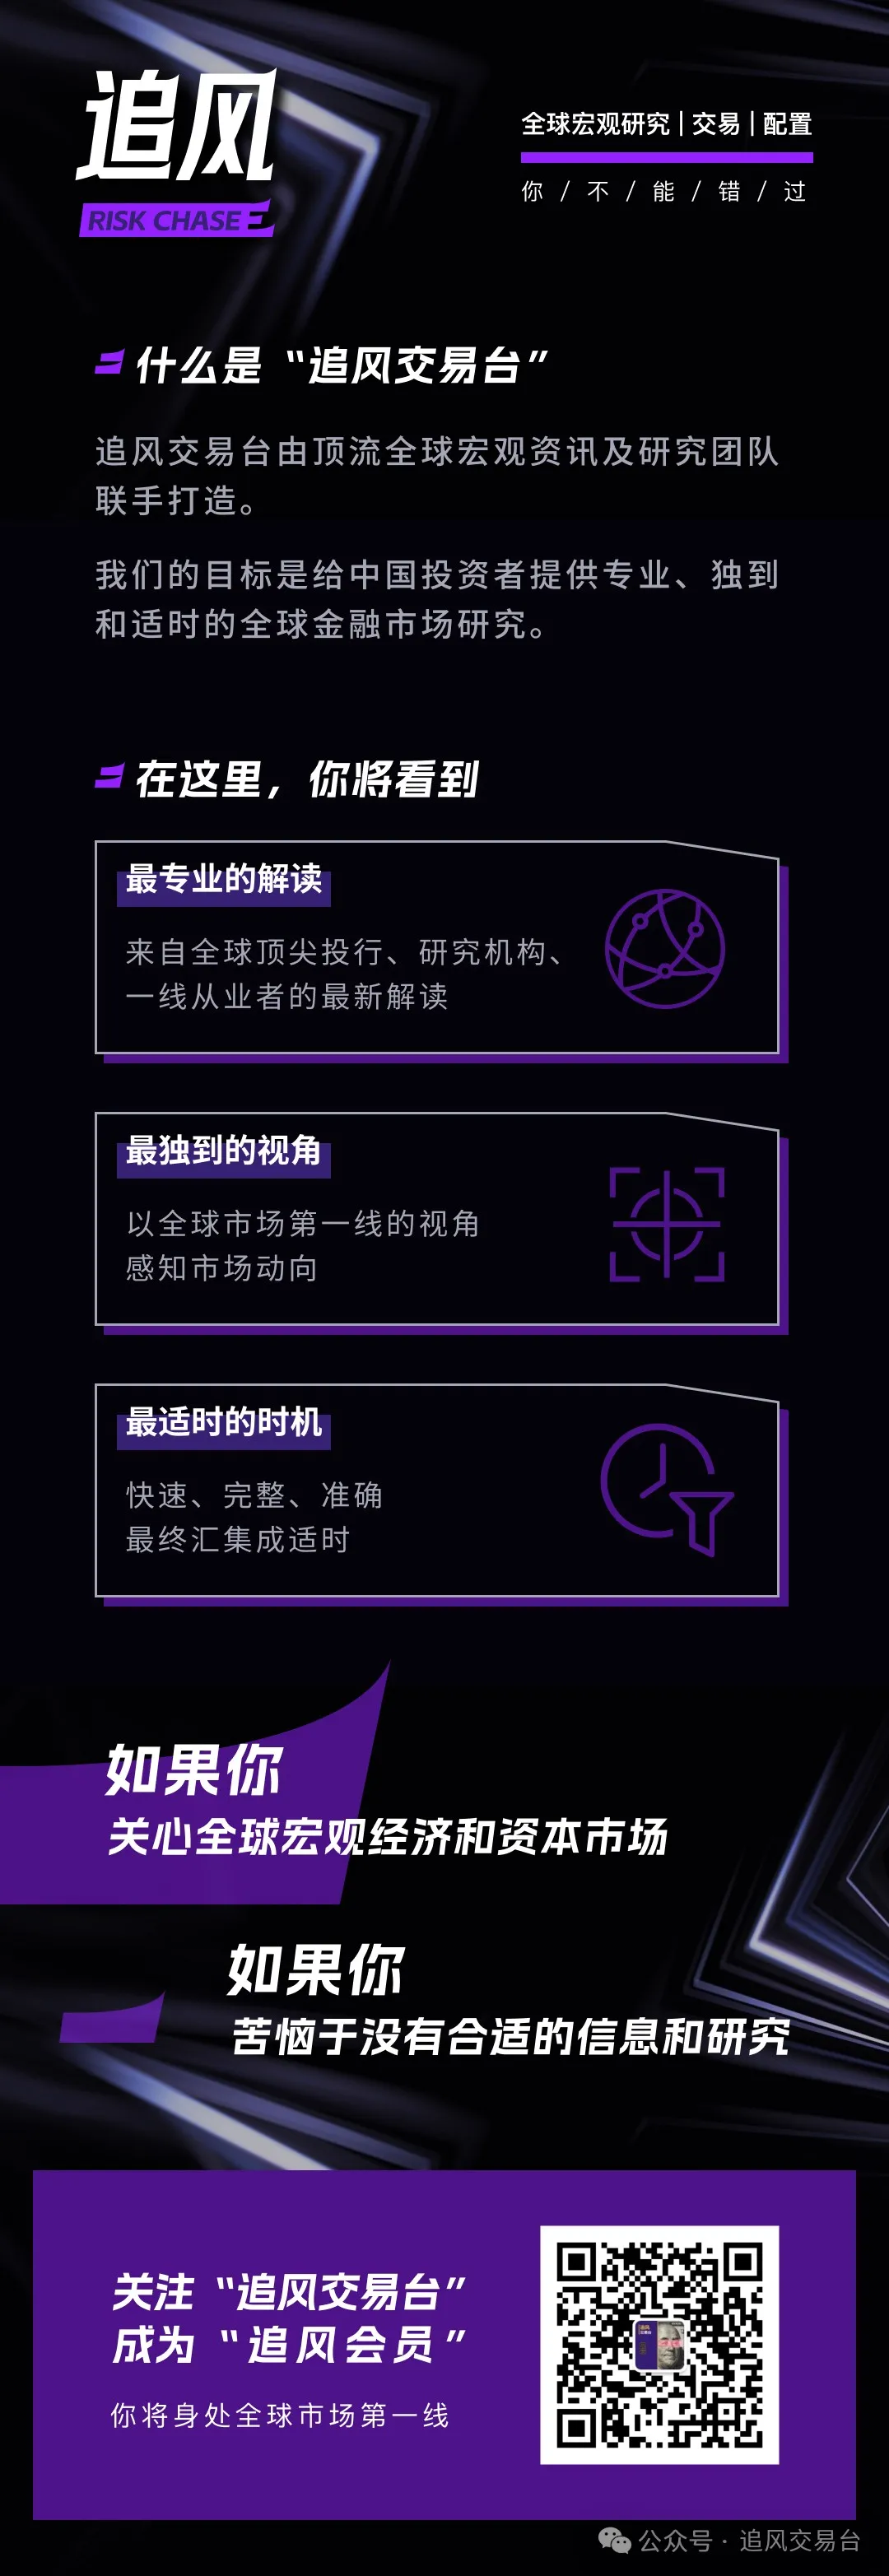 追风
RISK CHASE
全球宏观研究 | 交易 | 配置
你 / 不 / 能 / 错 / 过
什么是“追风交易台”
追风交易台由顶流全球宏观资讯及研究团队
联手打造。
我们的目标是给中国投资者提供专业、独到
和适时的全球金融市场研究。
在这里，你将看到
最专业的解读
来自全球顶尖投行、研究机构、
一线从业者的最新解读
最独到的视角
以全球市场第一线的视角
感知市场动向
最适时的时机
快速、完整、准确
最终汇集成适时
如果你
关心全球宏观经济和资本市场
如果你
苦恼于没有合适的信息和研究
关注“追风交易台”
成为“追风会员”
你将身处全球市场第一线
公众号 · 追风交易台